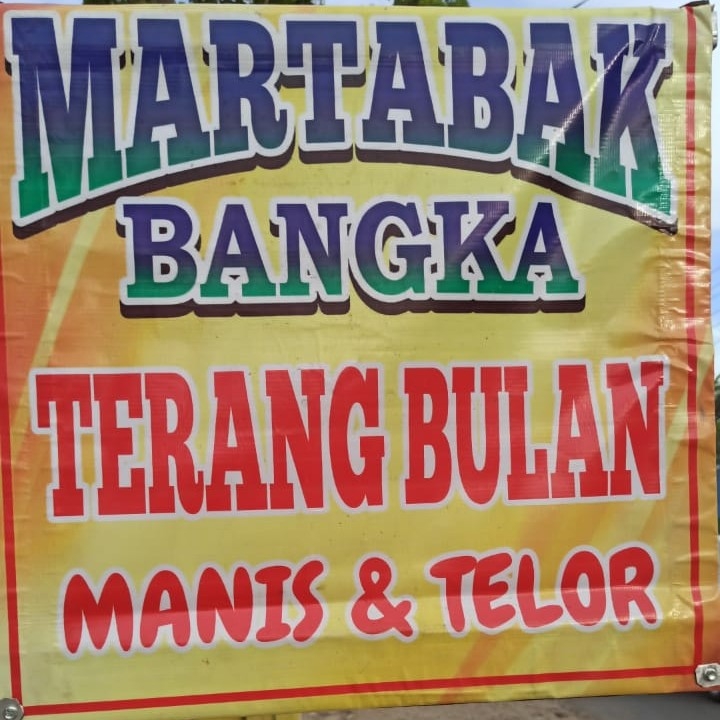 MARTABAK
BANGKA
TERANG BULAN
MANIS & TELOR